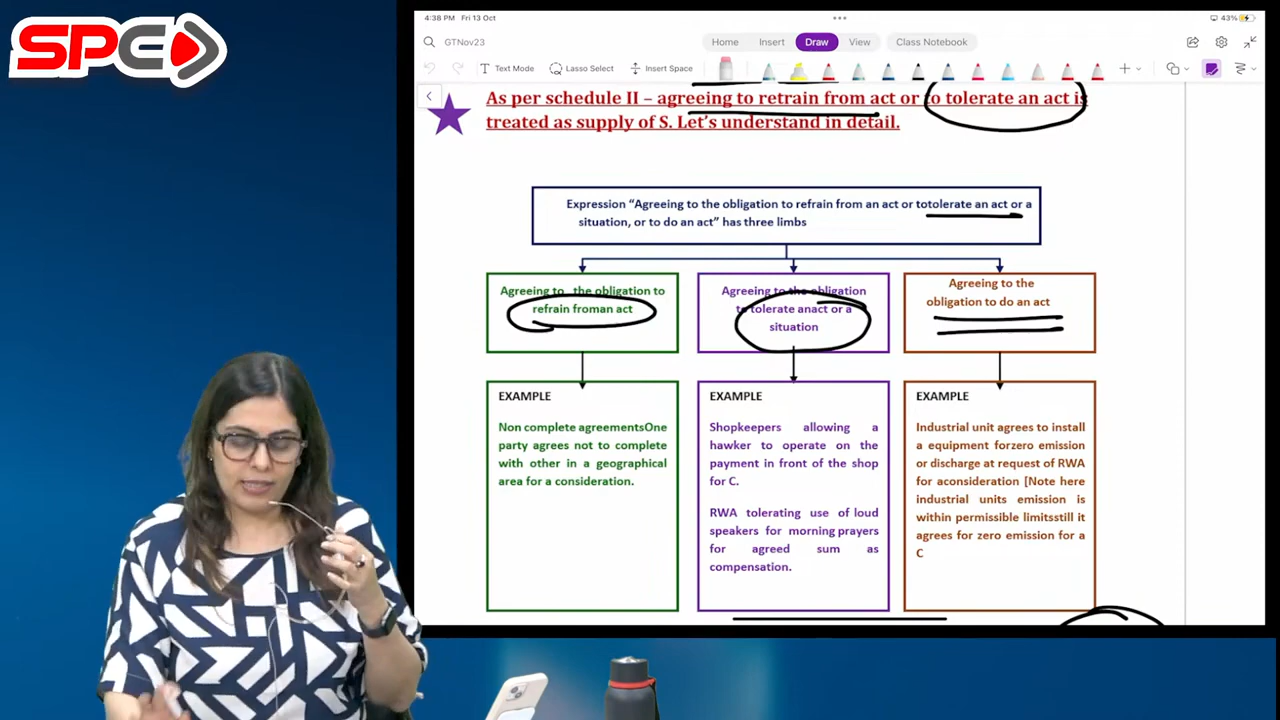 SPC
4:38 PM Fri 13 Oct
43%
GTNov23
Home Insert Draw View Class Notebook
Text Mode Lasso Select Insert Space
As per schedule II – agreeing to retrain from act or to tolerate an act is
treated as supply of S. Let's understand in detail.
Expression “Agreeing to the obligation to refrain from an act or totolerate an act or a
situation, or to do an act” has three limbs
Agreeing to the obligation to
refrain froman act
Agreeing to the obligation
to tolerate anact or a
situation
Agreeing to the
obligation to do an act
EXAMPLE
Non complete agreementsOne
party agrees not to complete
with other in a geographical
area for a consideration.
EXAMPLE
Shopkeepers allowing a
hawker to operate on the
payment in front of the shop
for C.
RWA tolerating use of loud
speakers for morning prayers
for agreed sum as
compensation.
EXAMPLE
Industrial unit agrees to install
a equipment forzero emission
or discharge at request of RWA
for aconsideration [Note here
industrial units emission is
within permissible limitsstill it
agrees for zero emission for a
C